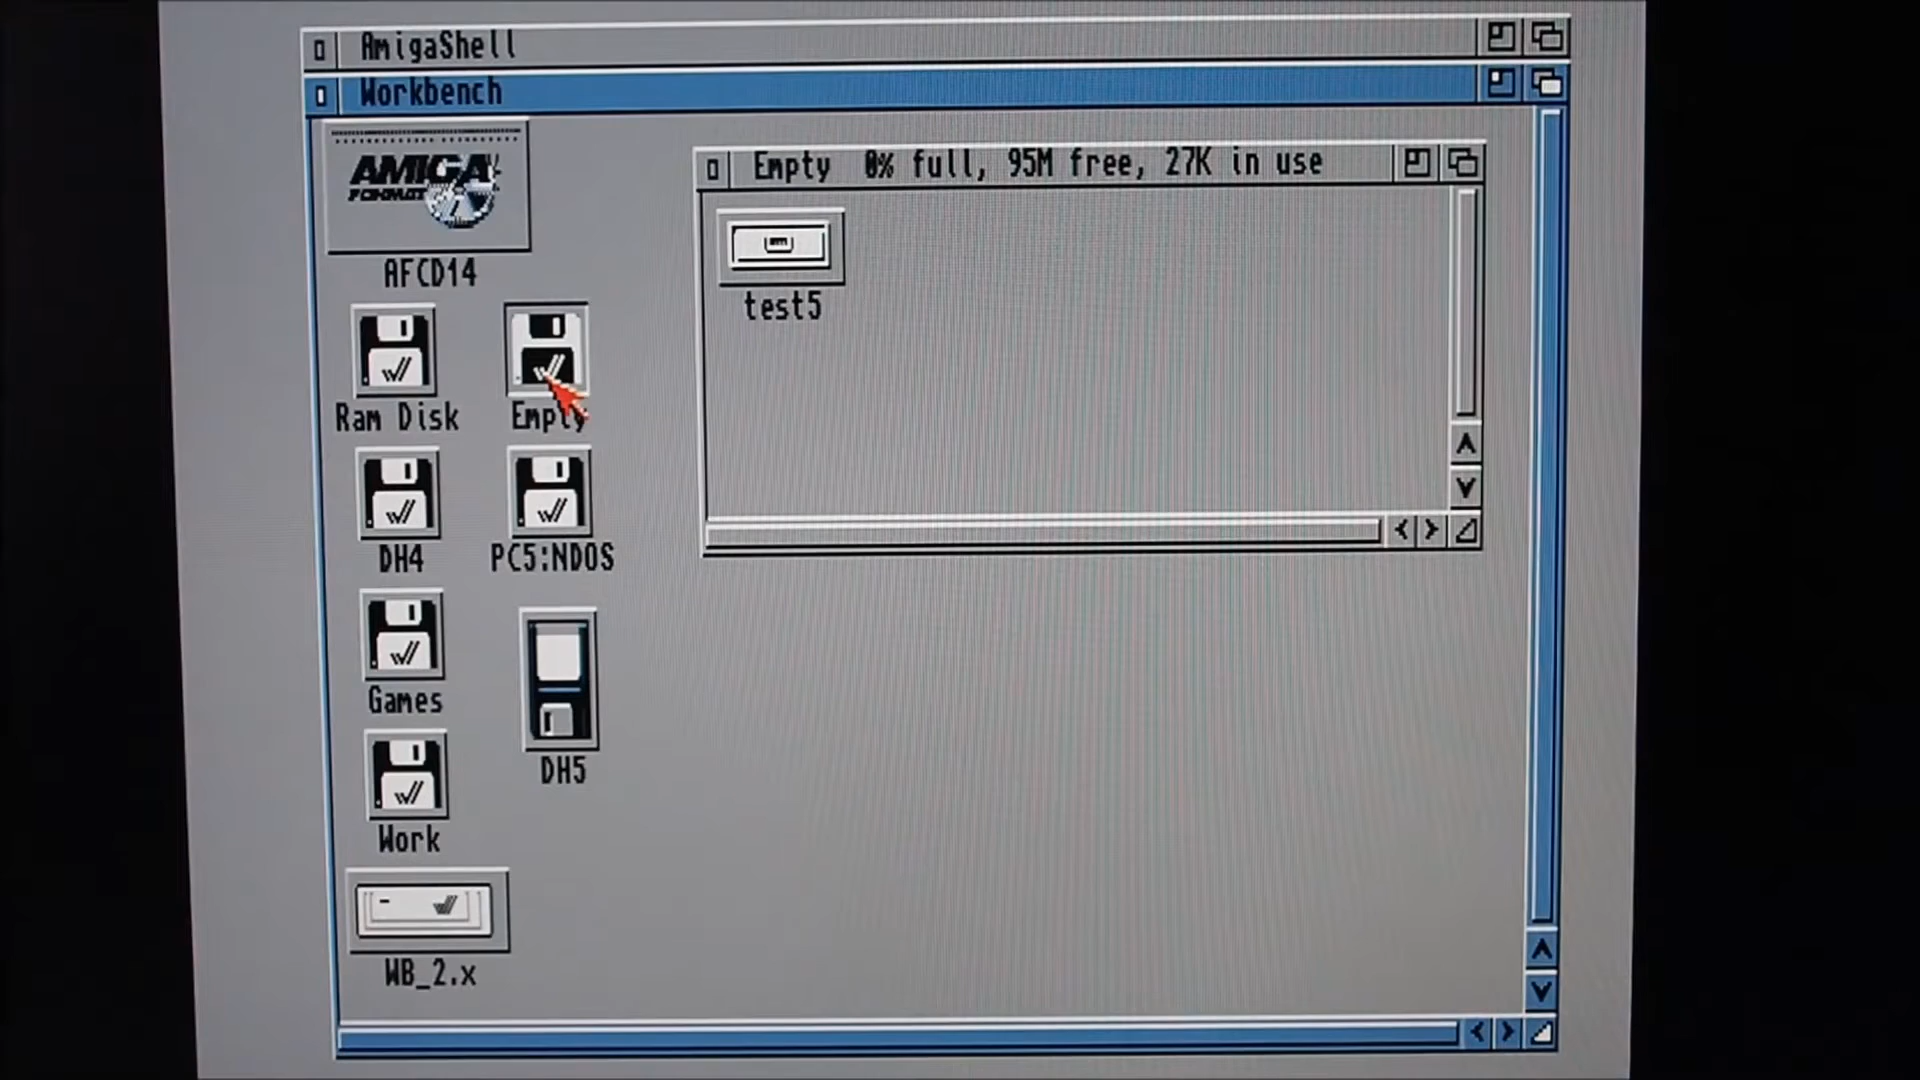 AmigaShell
Workbench
AMIGA
FORMAT
AFCD14
Empty 0% full, 95M free, 27K in use
test5
Ram Disk
Empty
DH4
PC5:NDOS
Games
DH5
Work
WB_2.x